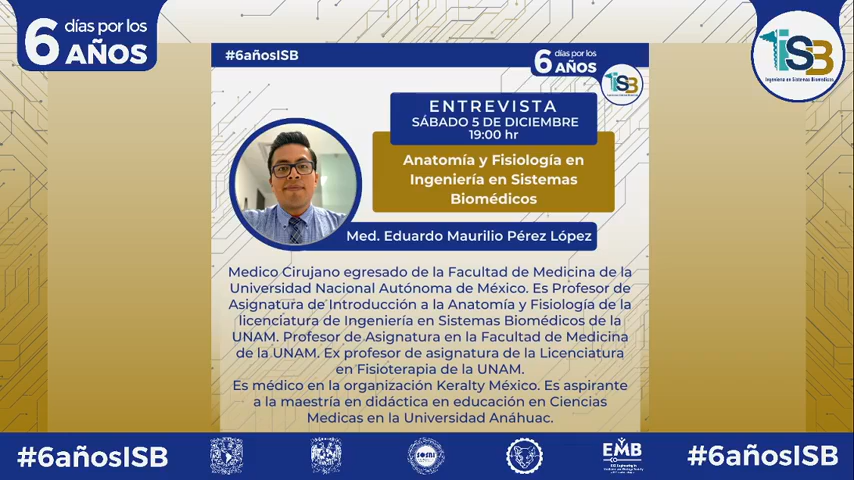 6 días por los
AÑOS
iSB
Ingeniería en Sistemas Biomédicos
#6añosISB
6 días por los
AÑOS
iSB
ENTREVISTA
SÁBADO 5 DE DICIEMBRE
19:00 hr
Anatomía y Fisiología en
Ingeniería en Sistemas
Biomédicos
Med. Eduardo Maurilio Pérez López
Medico Cirujano egresado de la Facultad de Medicina de la
Universidad Nacional Autónoma de México. Es Profesor de
Asignatura de Introducción a la Anatomía y Fisiología de la
licenciatura de Ingeniería en Sistemas Biomédicos de la
UNAM. Profesor de Asignatura en la Facultad de Medicina
de la UNAM. Ex profesor de asignatura de la Licenciatura
en Fisioterapia de la UNAM.
Es médico en la organización Keralty México. Es aspirante
a la maestría en didáctica en educación en Ciencias
Medicas en la Universidad Anáhuac.
#6añosISB
SOSBI
EMB
#6añosISB